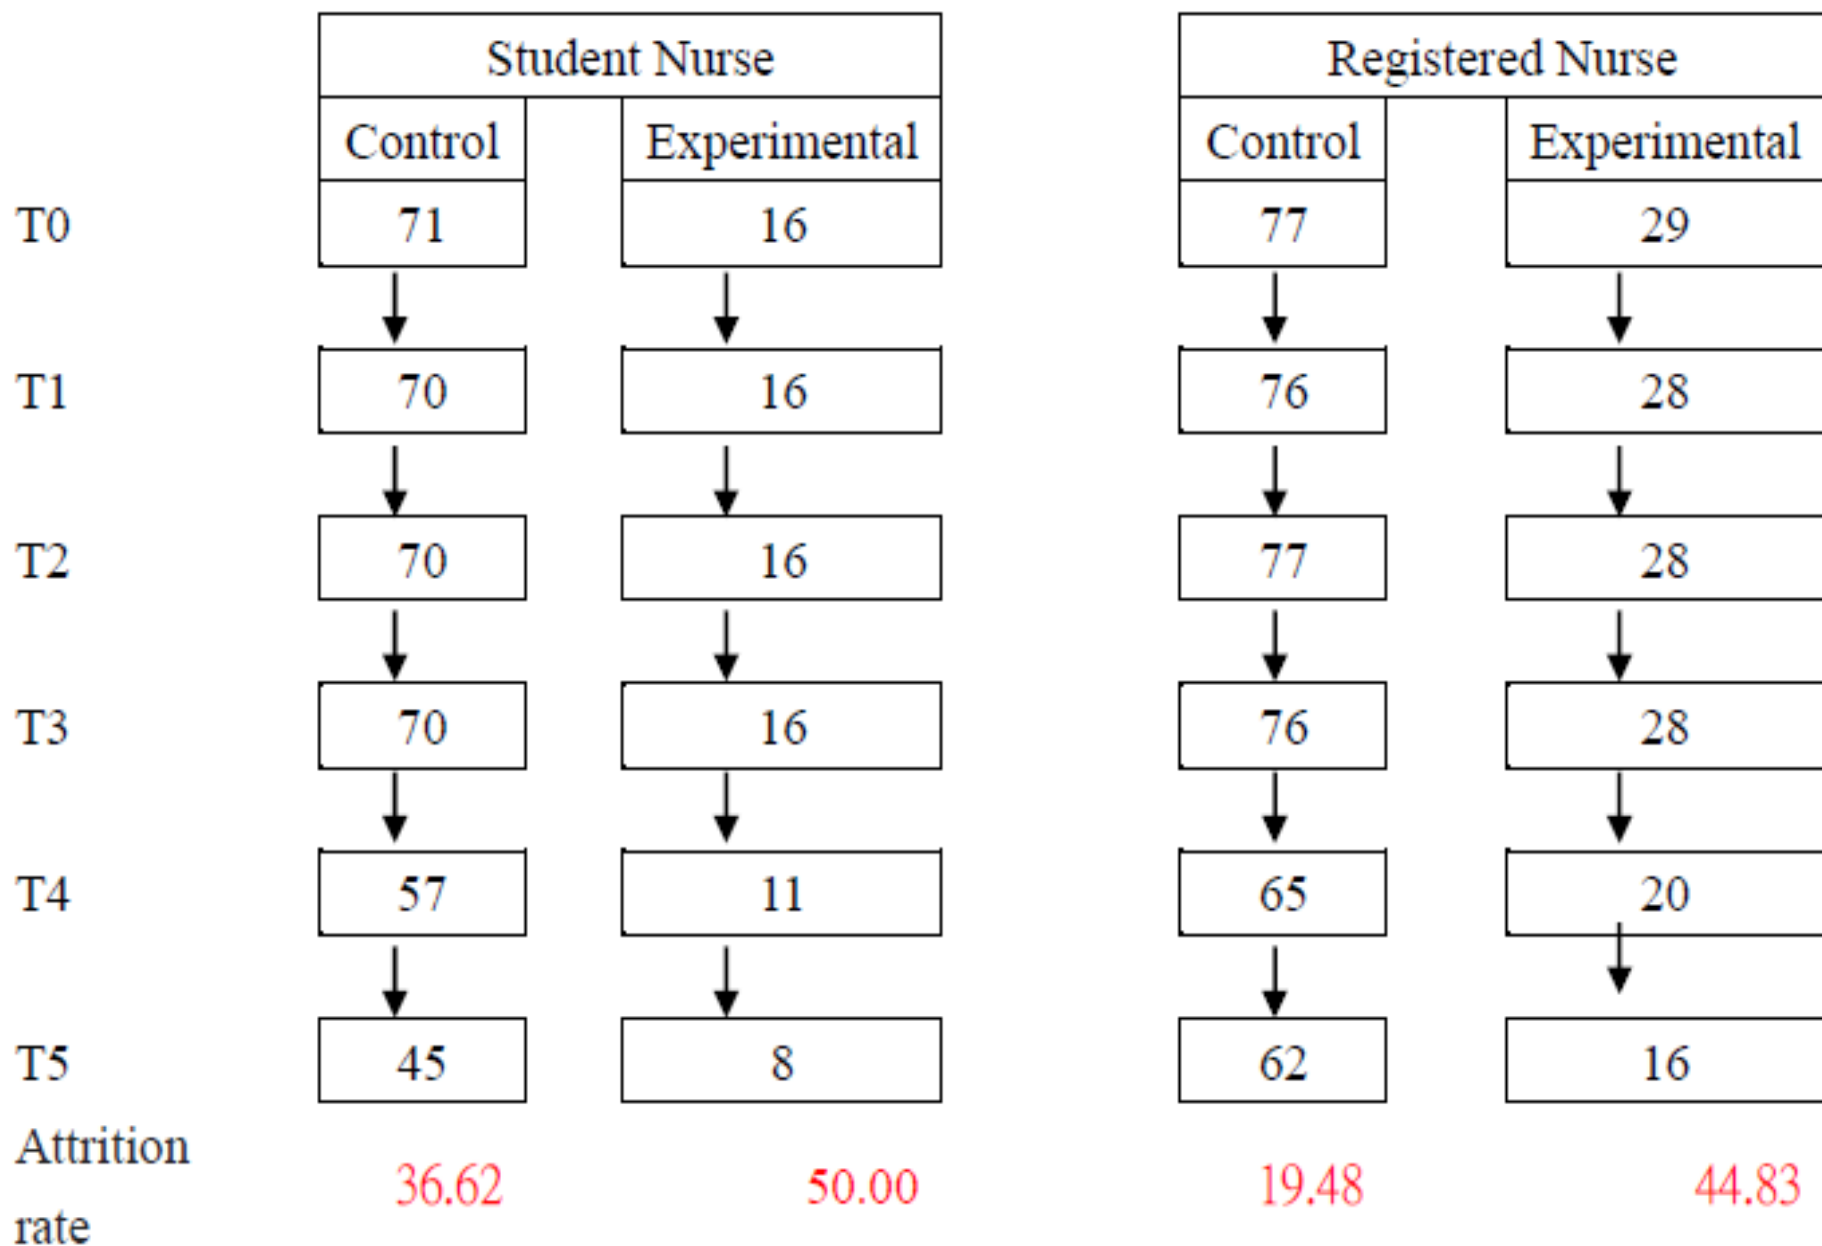 Student Nurse Registered Nurse
Control Experimental Control Experimental
T0 71 16 77 29
T1 70 16 76 28
T2 70 16 77 28
T3 70 16 76 28
T4 57 11 65 20
T5 45 8 62 16
Attrition
36.62 50.00 19.48 44.83
rate